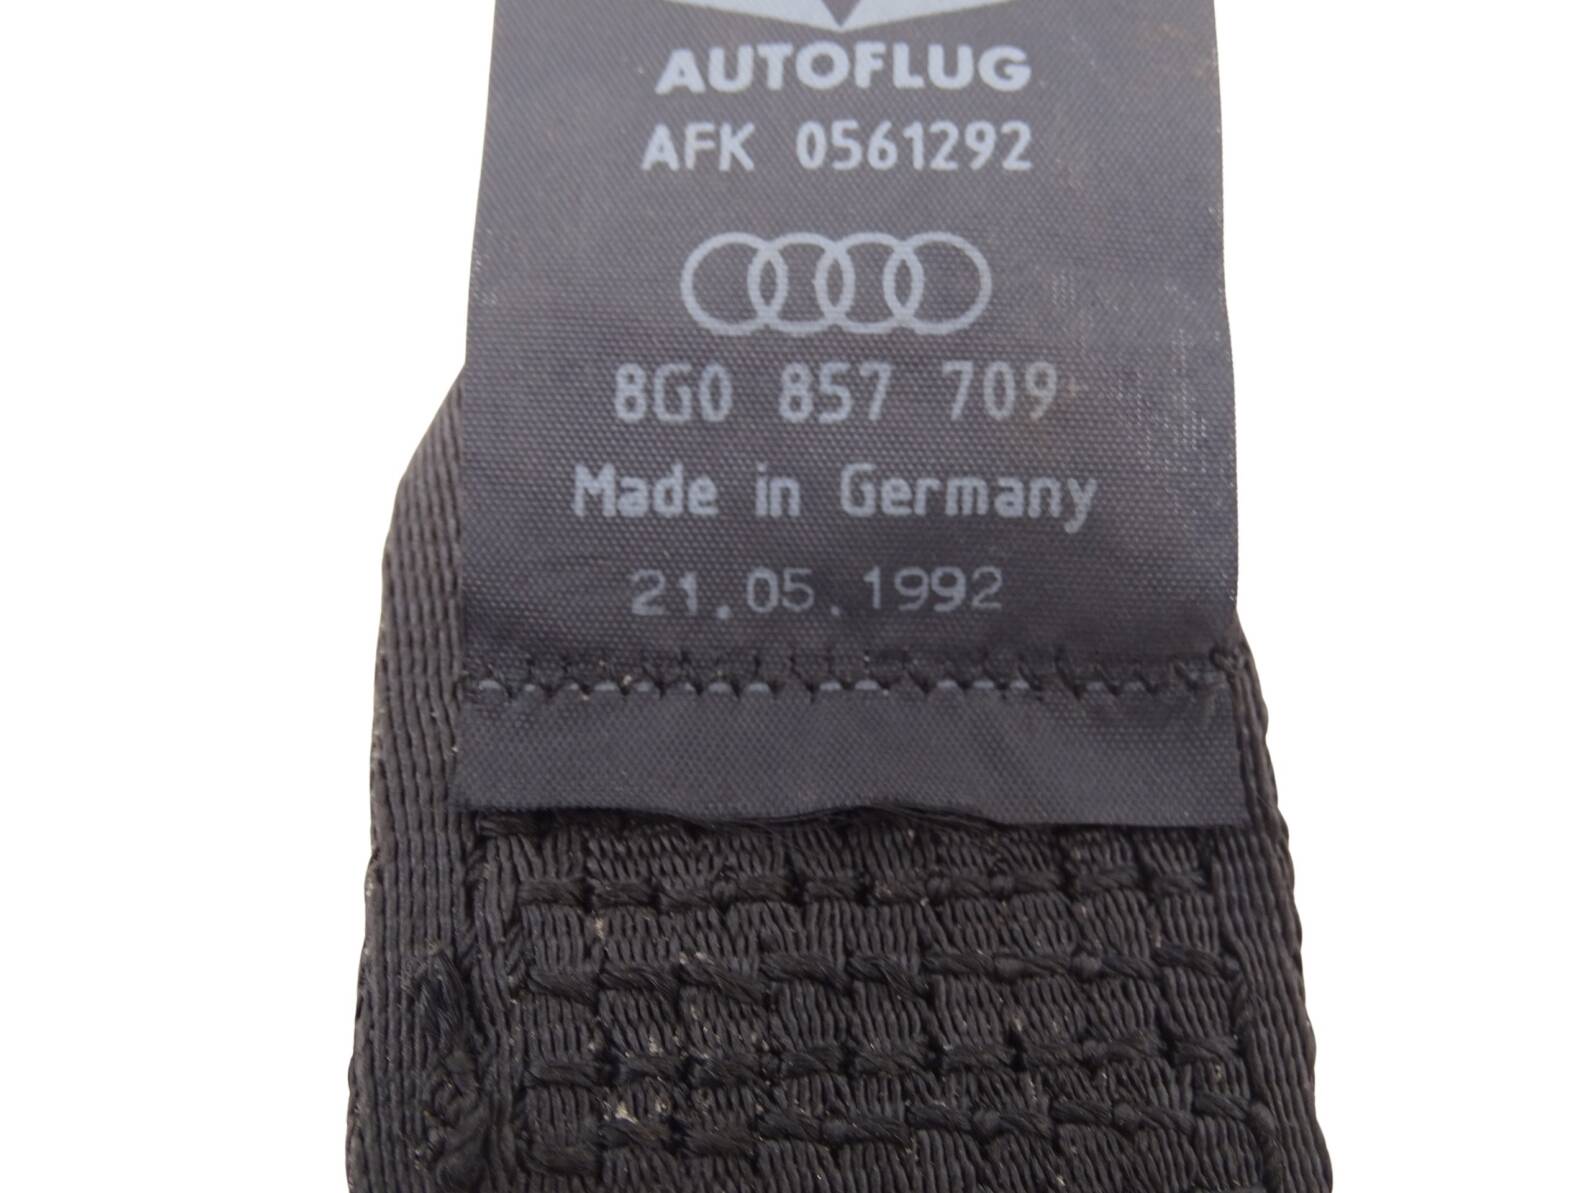 AUTOFLUG
AFK 0561292
8G0 857 709
Made in Germany
21.05.1992